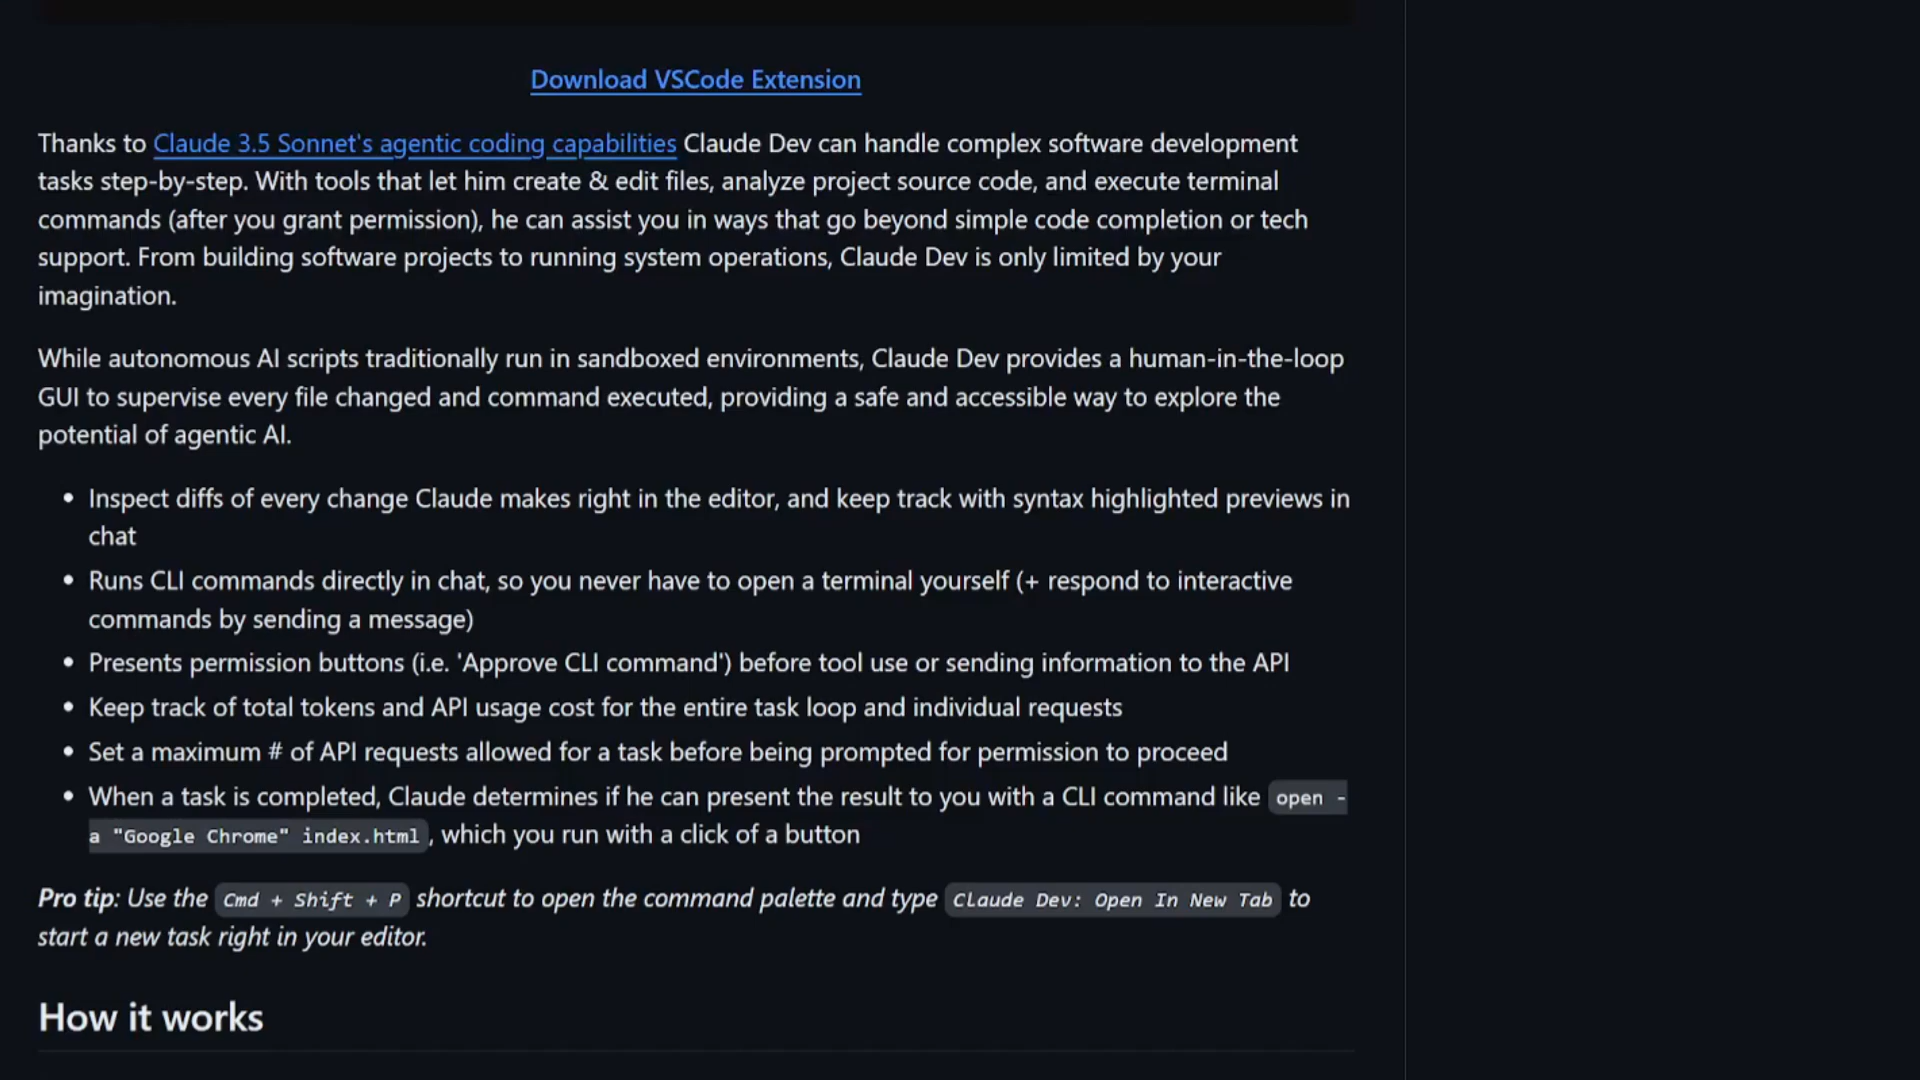 Download VSCode Extension
Thanks to Claude 3.5 Sonnet's agentic coding capabilities Claude Dev can handle complex software development
tasks step-by-step. With tools that let him create & edit files, analyze project source code, and execute terminal
commands (after you grant permission), he can assist you in ways that go beyond simple code completion or tech
support. From building software projects to running system operations, Claude Dev is only limited by your
imagination.
While autonomous AI scripts traditionally run in sandboxed environments, Claude Dev provides a human-in-the-loop
GUI to supervise every file changed and command executed, providing a safe and accessible way to explore the
potential of agentic AI.
• Inspect diffs of every change Claude makes right in the editor, and keep track with syntax highlighted previews in
chat
• Runs CLI commands directly in chat, so you never have to open a terminal yourself (+ respond to interactive
commands by sending a message)
• Presents permission buttons (i.e. 'Approve CLI command') before tool use or sending information to the API
• Keep track of total tokens and API usage cost for the entire task loop and individual requests
• Set a maximum # of API requests allowed for a task before being prompted for permission to proceed
• When a task is completed, Claude determines if he can present the result to you with a CLI command like open -
a "Google Chrome" index.html , which you run with a click of a button
Pro tip: Use the Cmd + Shift + P shortcut to open the command palette and type Claude Dev: Open In New Tab to
start a new task right in your editor.
How it works